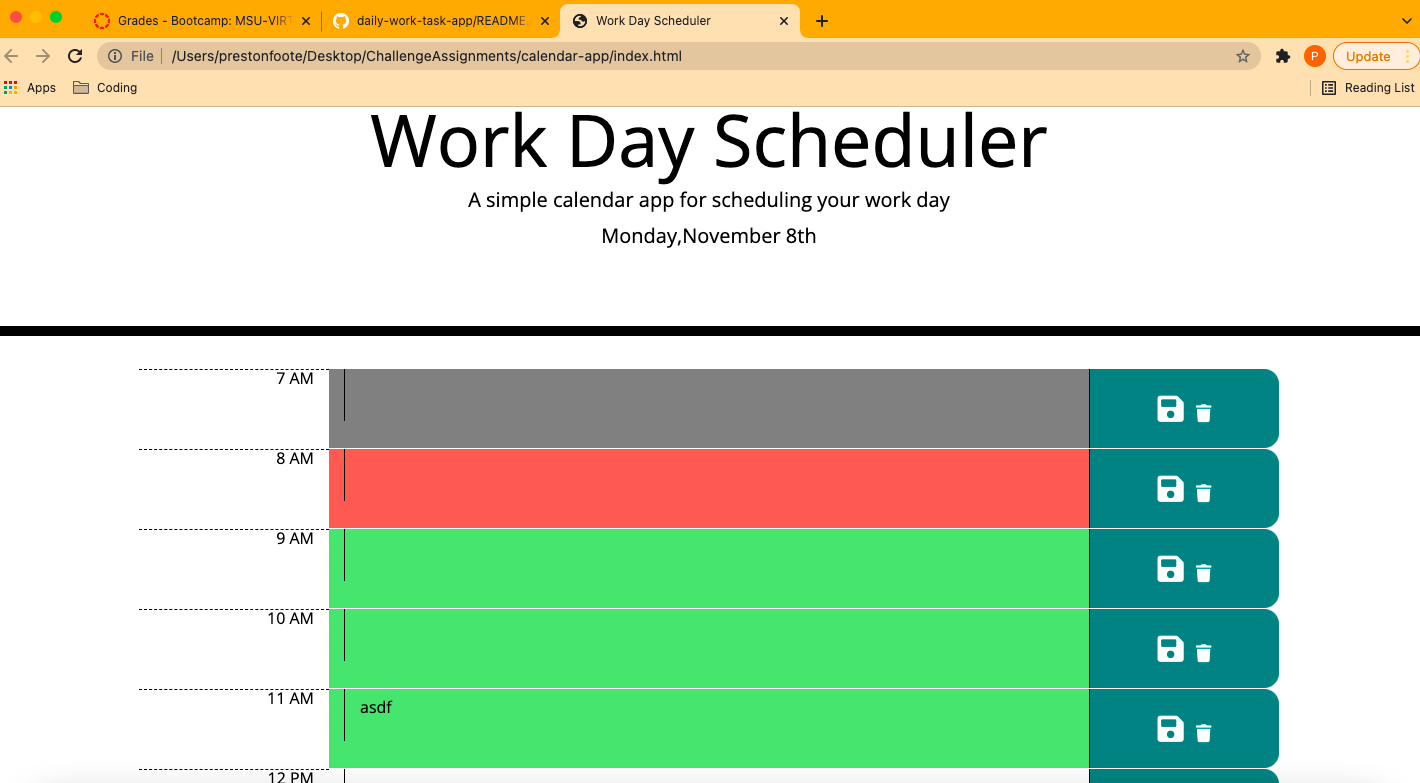 Grades - Bootcamp: MSU-VIRT
daily-work-task-app/README.
Work Day Scheduler
File
/Users/prestonfoote/Desktop/ChallengeAssignments/calendar-app/index.html
P
Update
Apps
Coding
Reading List
Work Day Scheduler
A simple calendar app for scheduling your work day
Monday,November 8th
7 AM
8 AM
9 AM
10 AM
11 AM
asdf
12 PM